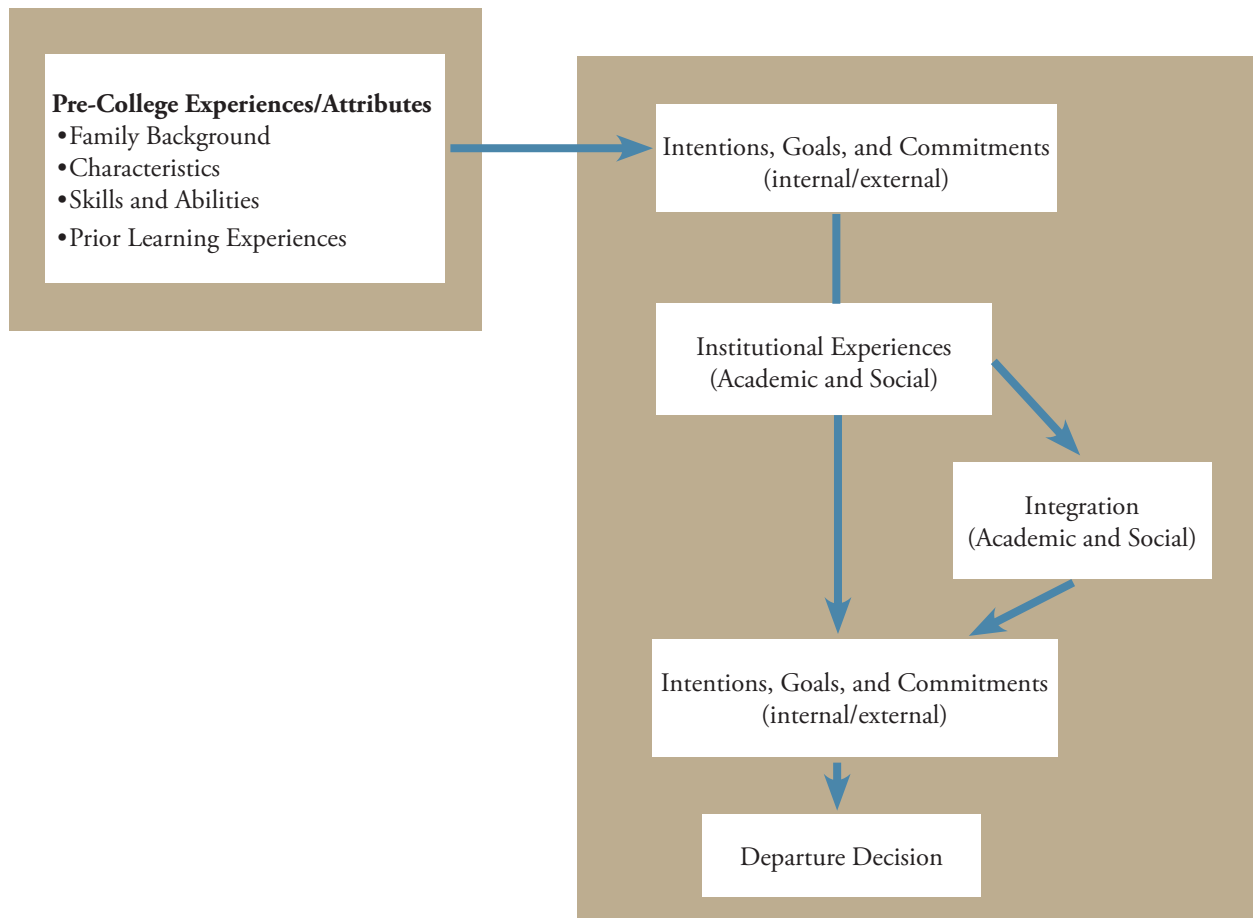 Pre-College Experiences/Attributes
•Family Background
•Characteristics
•Skills and Abilities
•Prior Learning Experiences
Intentions, Goals, and Commitments
(internal/external)
Institutional Experiences
(Academic and Social)
Integration
(Academic and Social)
Intentions, Goals, and Commitments
(internal/external)
Departure Decision